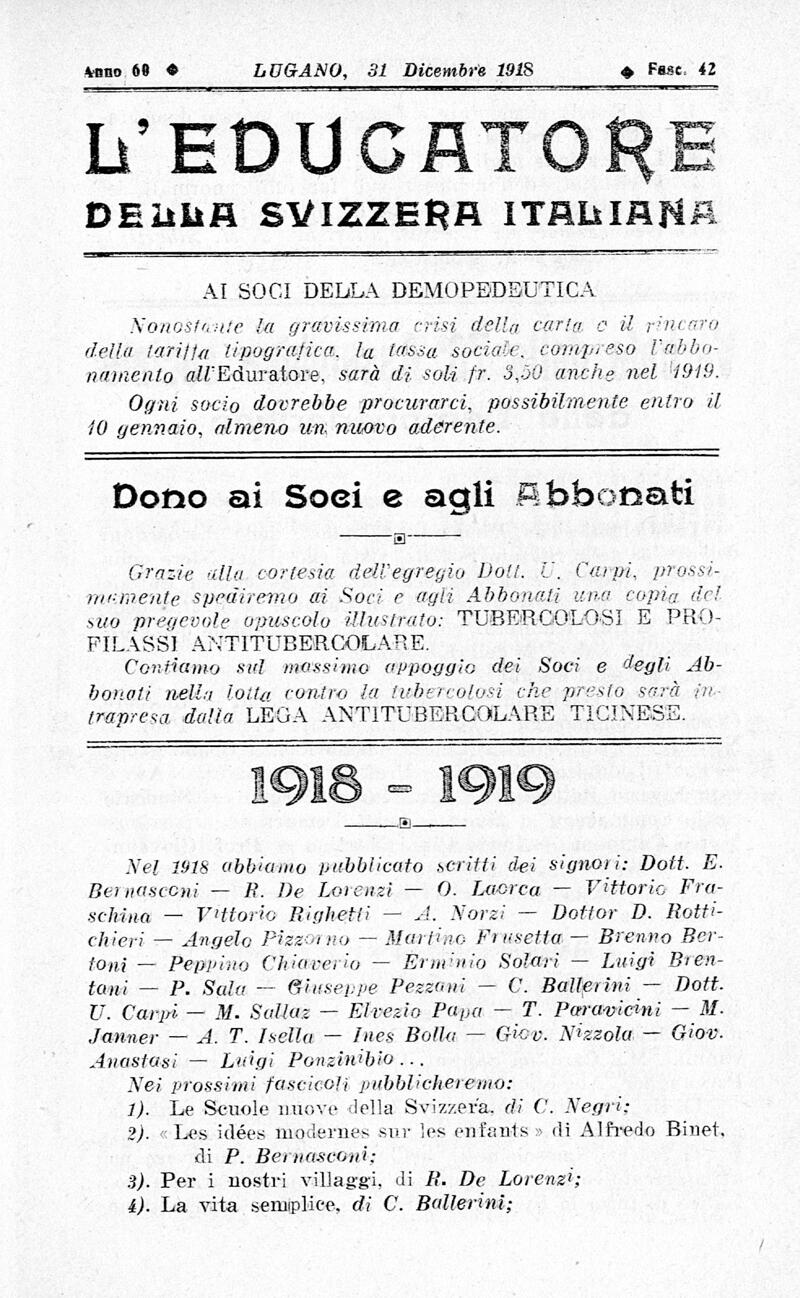 Anno 60 ◆ LUGANO, 31 Dicembre 1918 ◆ Fasc. 42
L'EDUCATORE
DELLA SVIZZERA ITALIANA
AI SOCI DELLA DEMOPEDEUTICA
Nonostante la gravissima crisi della carta e il rincaro
della tariffa tipografica, la tassa sociale, compreso l'abbo-
namento all'Eduratore, sarà di soli fr. 3,50 anche nel 1919.
Ogni socio dovrebbe procurarci, possibilmente entro il
10 gennaio, almeno un nuovo aderente.
Dono ai Soci e agli Abbonati
Grazie alla cortesia dell'egregio Dott. U. Carpi, prossi-
mamente spediremo ai Soci e agli Abbonati una copia del
suo pregevole opuscolo illustrato: TUBERCOLOSI E PRO-
FILASSI ANTITUBERCOLARE.
Contiamo sul massimo appoggio dei Soci e degli Ab-
bonati nella lotta contro la tubercolosi che presto sarà in-
trapresa dalla LEGA ANTITUBERCOLARE TICINESE.
1918 - 1919
Nel 1918 abbiamo pubblicato scritti dei signori: Dott. E.
Bernasconi — R. De Lorenzi — O. Laorca — Vittorio Fra-
schina — Vittorio Righetti — A. Norzi — Dottor D. Rotti-
chieri — Angelo Pizzorno — Martino Frusetta — Brenno Ber-
toni — Peppino Chiaverio — Erminio Solari — Luigi Bren-
tani — P. Sala — Giuseppe Pezzani — C. Ballerini — Dott.
U. Carpi — M. Sallaz — Elvezio Papa — T. Paravicini — M.
Janner — A. T. Isella — Ines Bolla — Giov. Nizzola — Giov.
Anastasi — Luigi Ponzinibio...
Nei prossimi fascicoli pubblicheremo:
1). Le Scuole nuove della Svizzera, di C. Negri;
2). « Les idées modernes sur les enfants » di Alfredo Binet,
di P. Bernasconi;
3). Per i nostri villaggi, di R. De Lorenzi;
4). La vita semplice, di C. Ballerini;